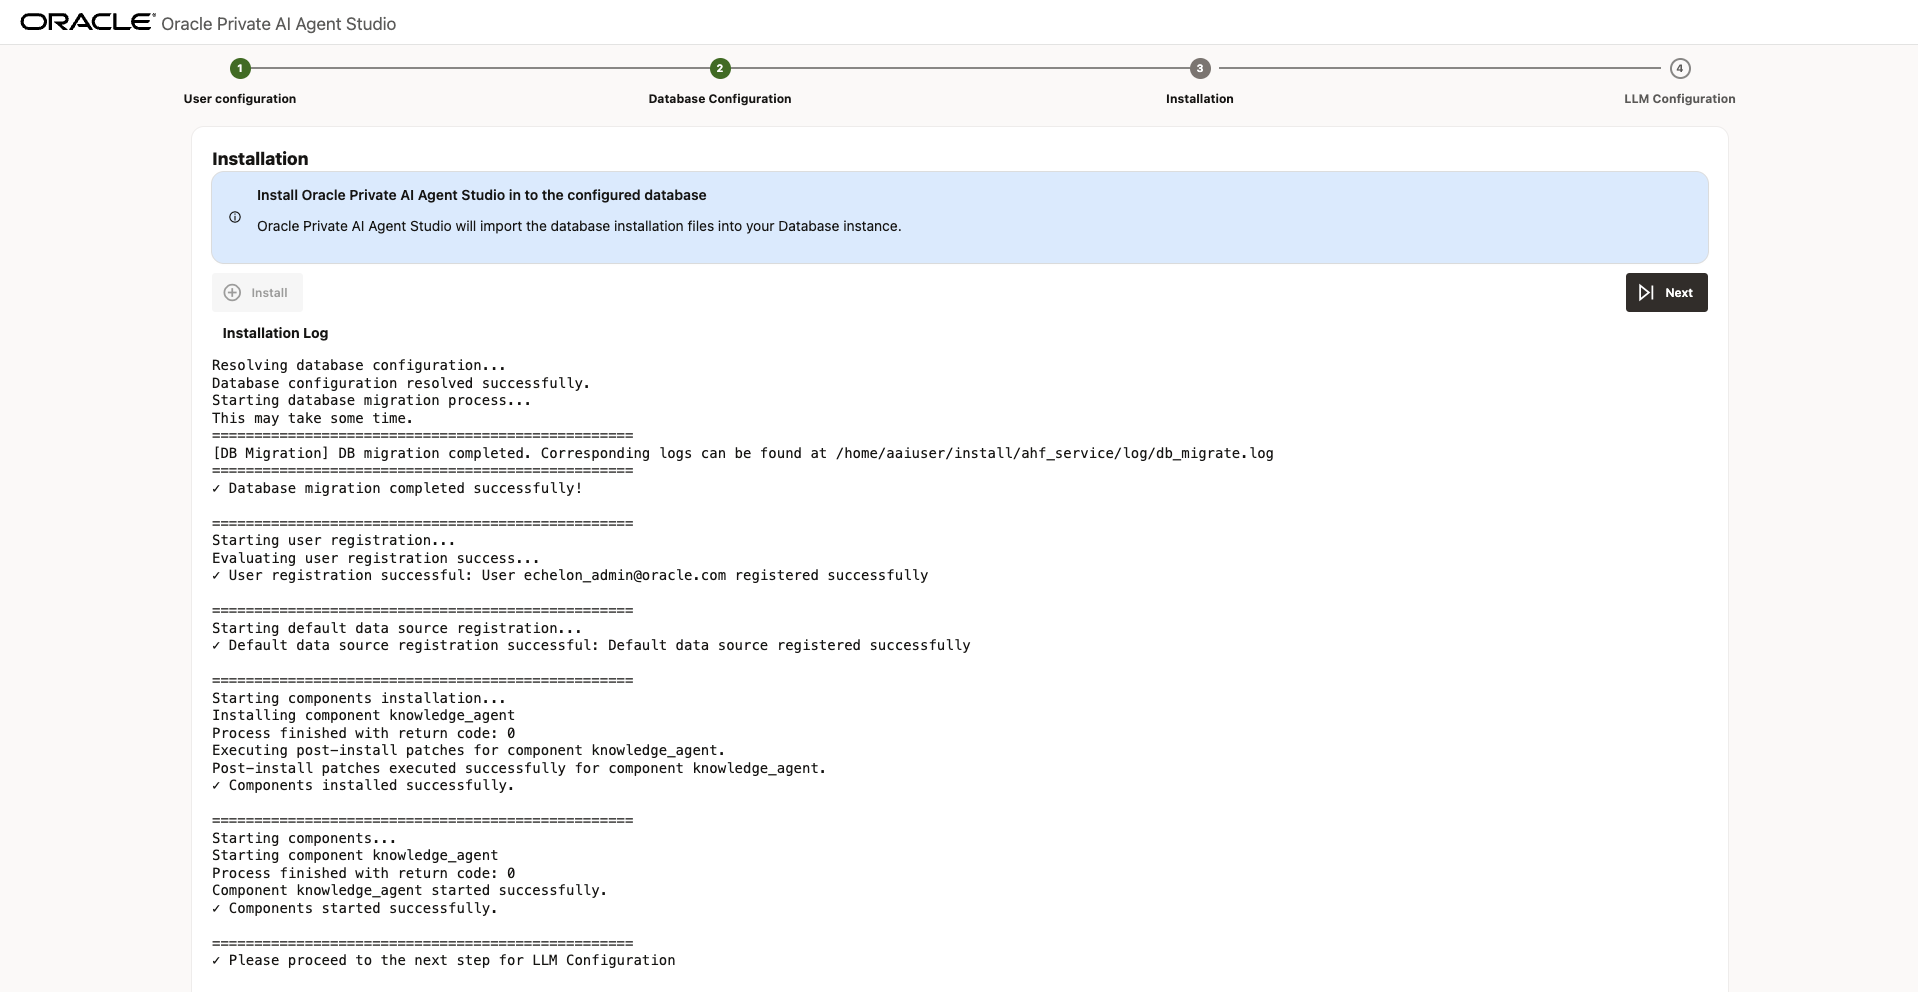 ORACLE Oracle Private AI Agent Studio
1
2
3
4
User configuration
Database Configuration
Installation
LLM Configuration
Installation
Install Oracle Private AI Agent Studio in to the configured database
Oracle Private AI Agent Studio will import the database installation files into your Database instance.
Install
Next
Installation Log
Resolving database configuration...
Database configuration resolved successfully.
Starting database migration process...
This may take some time.
==================================================
[DB Migration] DB migration completed. Corresponding logs can be found at /home/aaiuser/install/ahf_service/log/db_migrate.log
==================================================
✓ Database migration completed successfully!
==================================================
Starting user registration...
Evaluating user registration success...
✓ User registration successful: User echelon_admin@oracle.com registered successfully
==================================================
Starting default data source registration...
✓ Default data source registration successful: Default data source registered successfully
==================================================
Starting components installation...
Installing component knowledge_agent
Process finished with return code: 0
Executing post-install patches for component knowledge_agent.
Post-install patches executed successfully for component knowledge_agent.
✓ Components installed successfully.
==================================================
Starting components...
Starting component knowledge_agent
Process finished with return code: 0
Component knowledge_agent started successfully.
✓ Components started successfully.
==================================================
✓ Please proceed to the next step for LLM Configuration